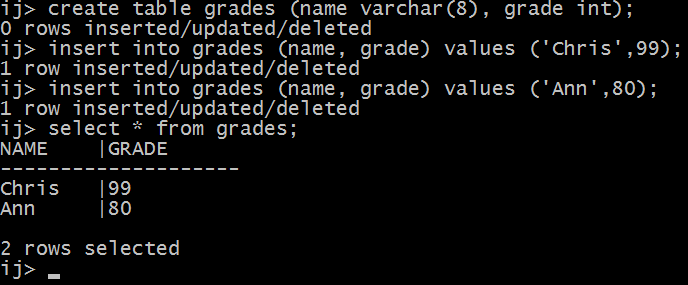 ij> create table grades (name varchar(8), grade int);
0 rows inserted/updated/deleted
ij> insert into grades (name, grade) values ('Chris',99);
1 row inserted/updated/deleted
ij> insert into grades (name, grade) values ('Ann',80);
1 row inserted/updated/deleted
ij> select * from grades;
NAME    |GRADE
--------------------
Chris   |99
Ann     |80

2 rows selected
ij> _